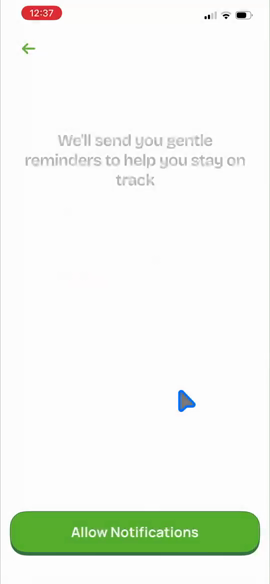 12:37
We'll send you gentle
reminders to help you stay on
track
Allow Notifications